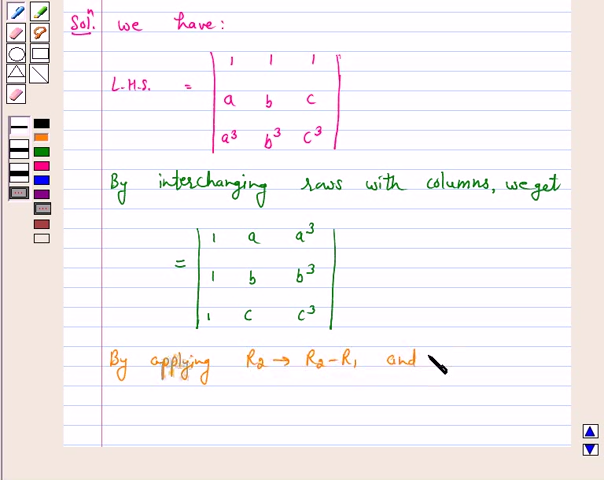 Solⁿ. we have:
L.H.S. = | 1 1 1 |
| a b c |
| a³ b³ c³ |
By interchanging rows with columns, we get
= | 1 a a³ |
| 1 b b³ |
| 1 c c³ |
By applying R₂ → R₂-R₁ and